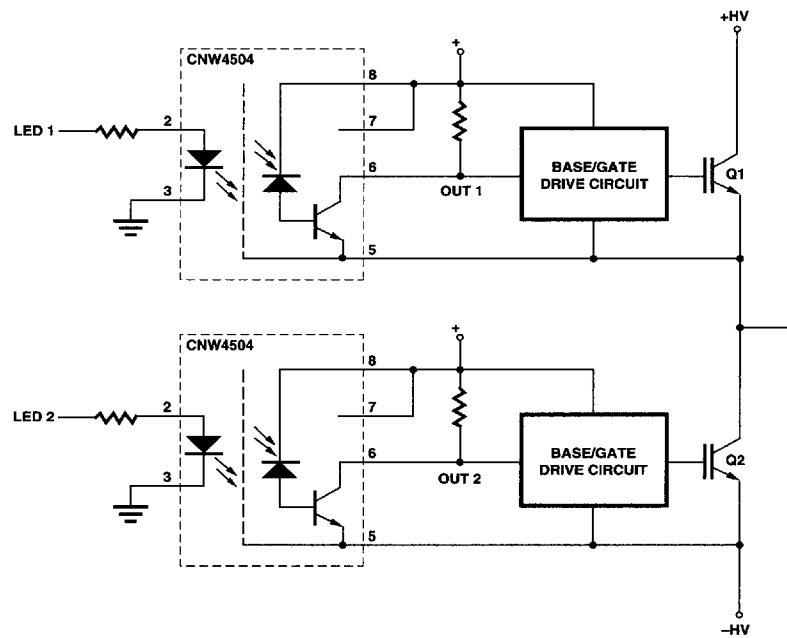 +HV
CNW4504
8
+
LED 1
2
7
3
6
OUT 1
BASE/GATE
DRIVE CIRCUIT
Q1
5
CNW4504
8
+
LED 2
2
7
3
6
OUT 2
BASE/GATE
DRIVE CIRCUIT
Q2
5
–HV